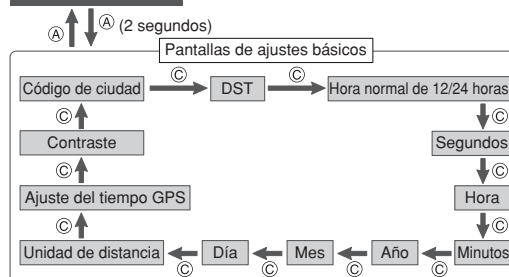 Ⓐ Ⓐ (2 segundos)
Pantallas de ajustes básicos
Código de ciudad Ⓒ DST Ⓒ Hora normal de 12/24 horas
Ⓒ Ⓒ
Contraste Segundos
Ⓒ Ⓒ
Ajuste del tiempo GPS Hora
Ⓒ Ⓒ
Unidad de distancia Ⓒ Día Ⓒ Mes Ⓒ Año Ⓒ Minutos